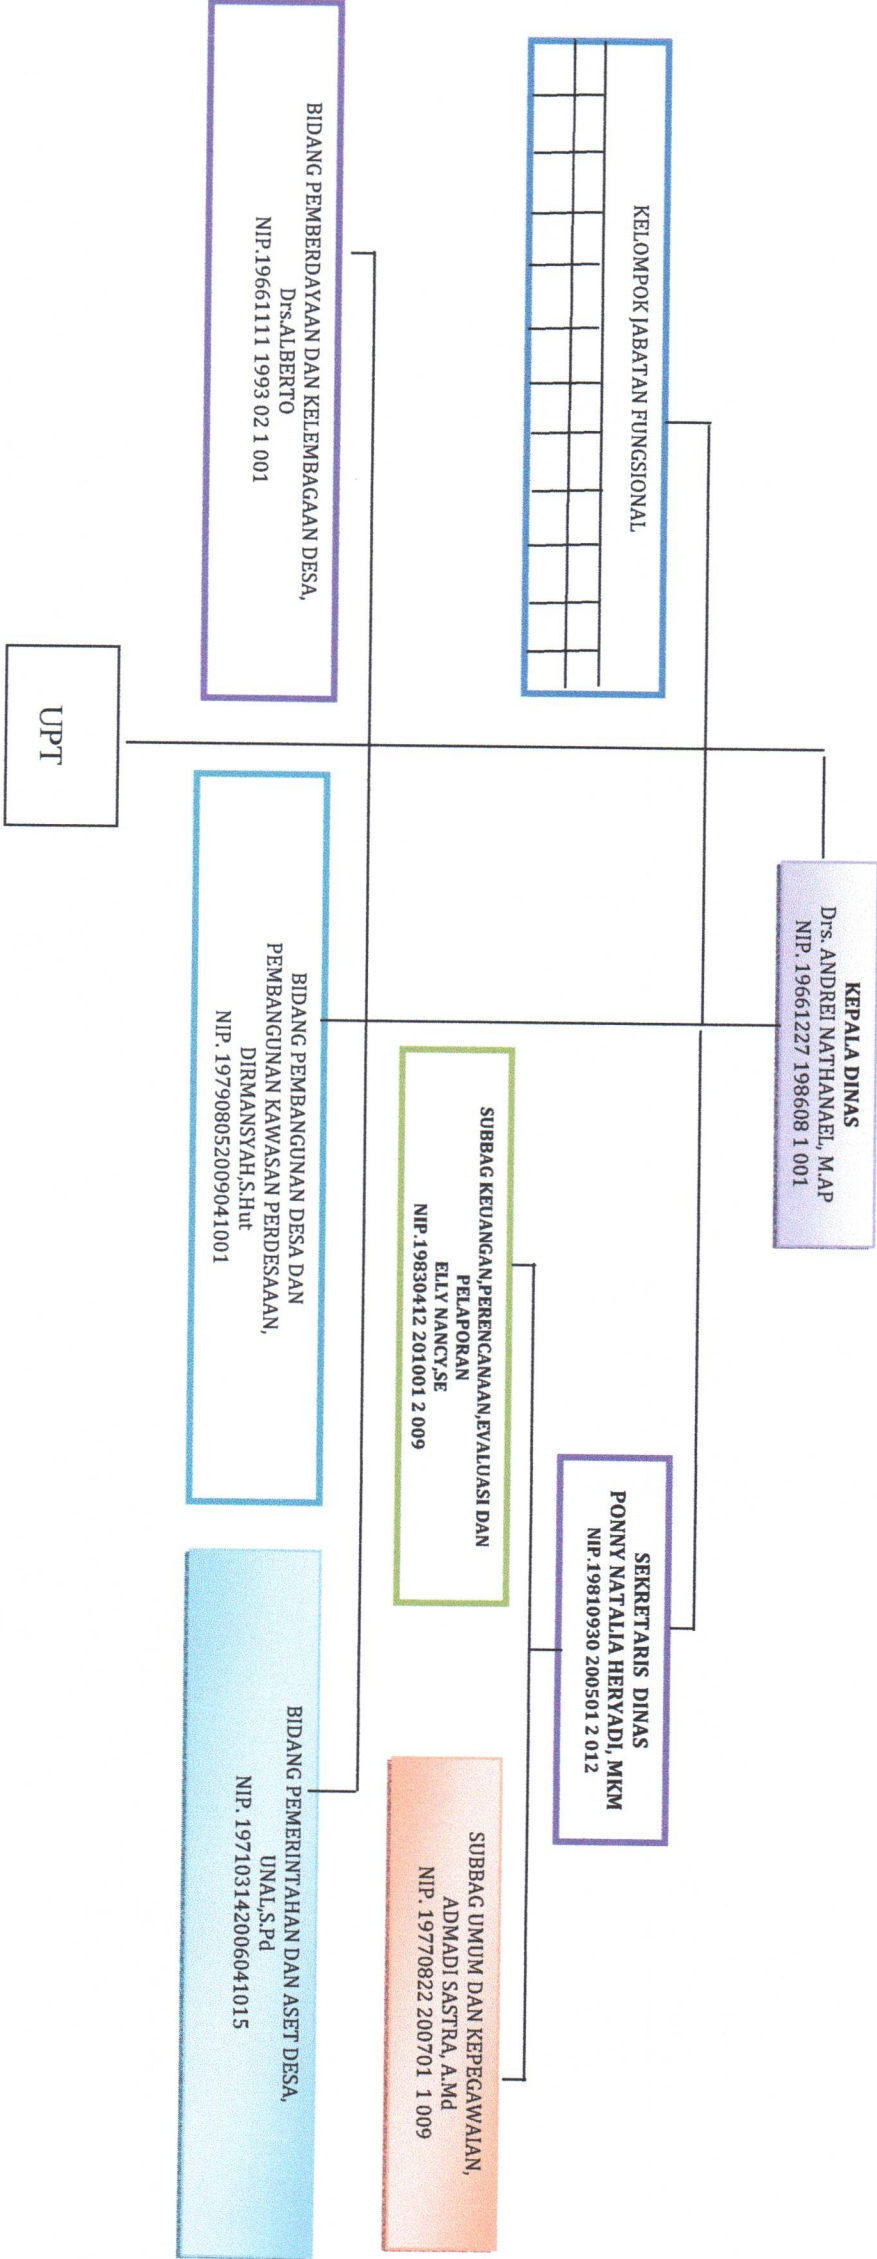 KEPALA DINAS
Drs. ANDREI NATHANAEL, M.AP
NIP. 19661227 198608 1 001
KELOMPOK JABATAN FUNGSIONAL
SEKRETARIS DINAS
PONNY NATALIA HERYADI, MKM
NIP.19810930 200501 2 012
SUBBAG KEUANGAN,PERENCANAAN,EVALUASI DAN
PELAPORAN
ELLY NANCY,SE
NIP.19830412 201001 2 009
SUBBAG UMUM DAN KEPEGAWAIAN,
ADMADI SASTRA, A.Md
NIP. 19770822 200701 1 009
BIDANG PEMBERDAYAAN DAN KELEMBAGAAN DESA,
Drs.ALBERTO
NIP.19661111 1993 02 1 001
BIDANG PEMBANGUNAN DESA DAN
PEMBANGUNAN KAWASAN PERDESAAAN,
DIRMANSYAH,S.Hut
NIP. 197908052009041001
BIDANG PEMERINTAHAN DAN ASET DESA,
UNAL,S.Pd
NIP. 197103142006041015
UPT